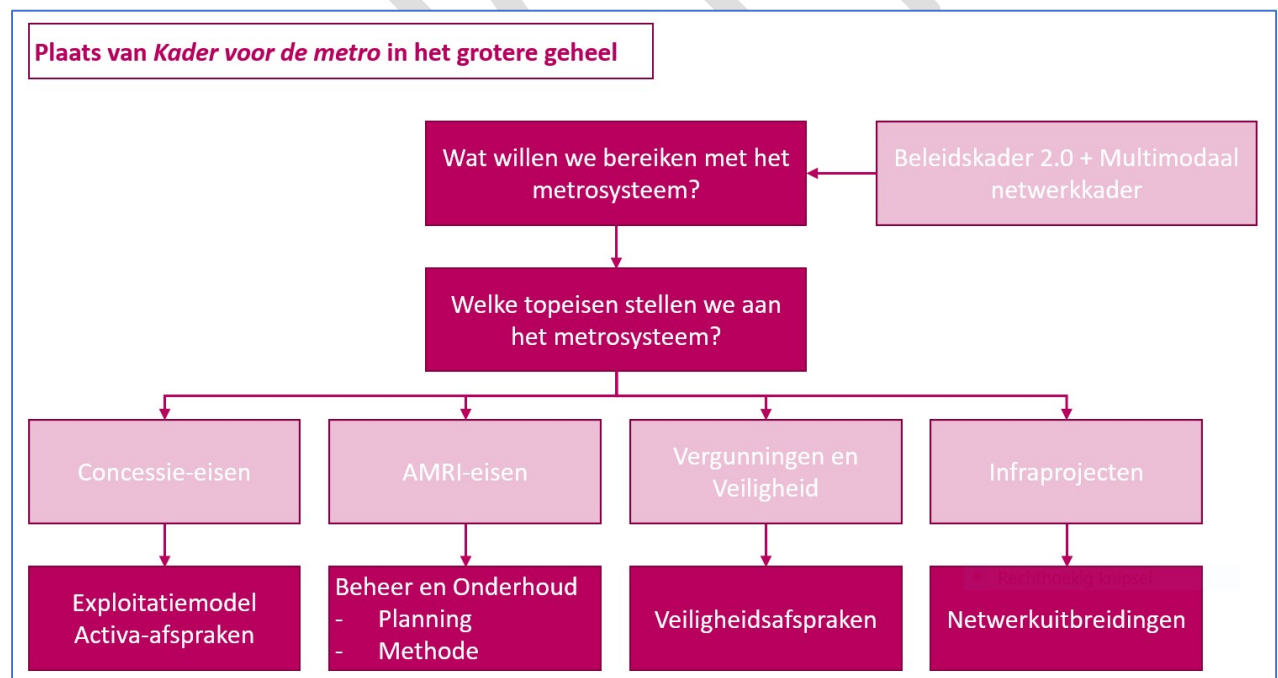 Plaats van Kader voor de metro in het grotere geheel
Wat willen we bereiken met het
metrosysteem?
Beleidskader 2.0 + Multimodaal
netwerkkader
Welke topeisen stellen we aan
het metrosysteem?
Concessie-eisen
AMRI-eisen
Vergunningen en
Veiligheid
Infraprojecten
Exploitatiemodel
Activa-afspraken
Beheer en Onderhoud
- Planning
- Methode
Veiligheidsafspraken
Rechthoekig knipsel
Netwerkuitbreidingen